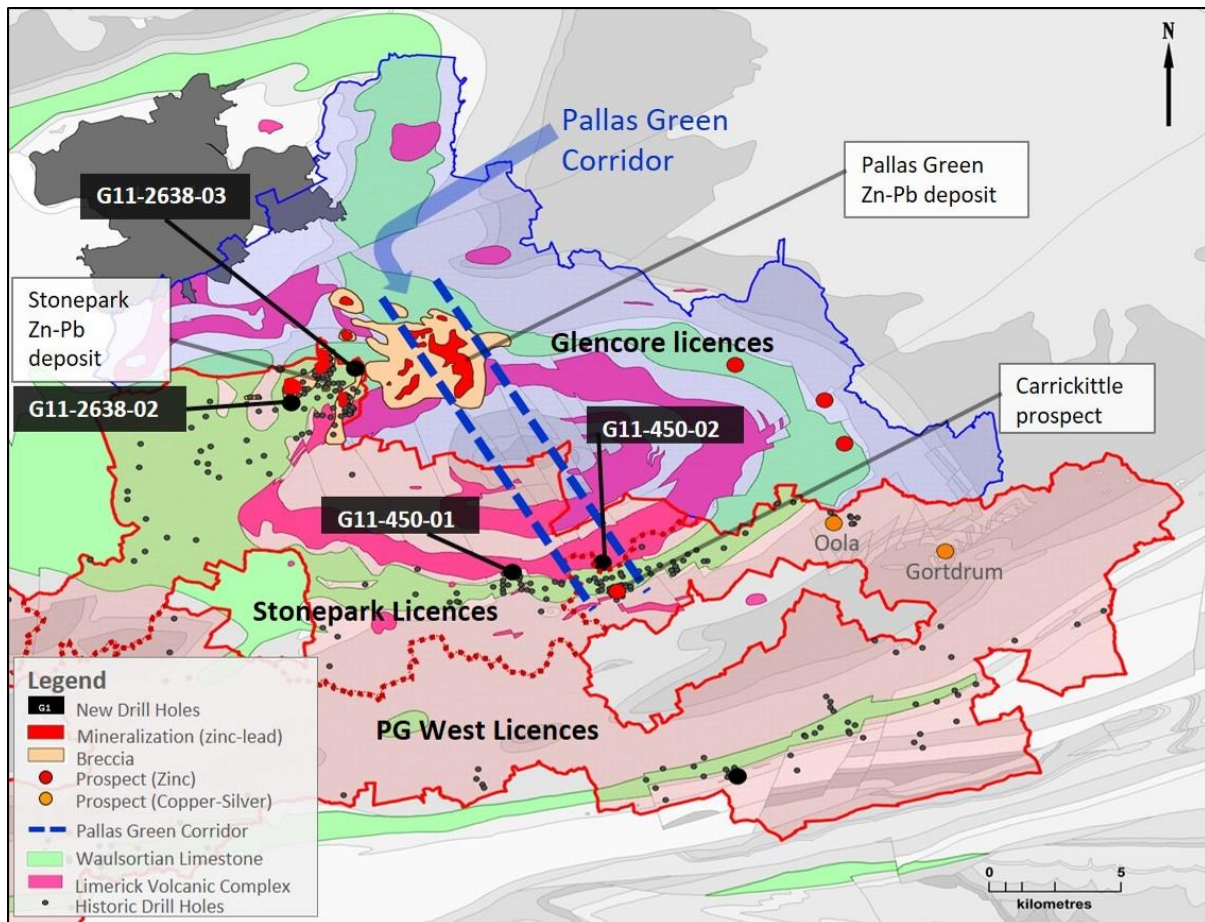 N
Pallas Green
Corridor
Pallas Green
Zn-Pb deposit
G11-2638-03
Stonepark
Zn-Pb
deposit
Glencore licences
Carrickittle
prospect
G11-2638-02
G11-450-02
G11-450-01
Oola
Gortdrum
Stonepark Licences
PG West Licences
Legend
G1 New Drill Holes
Mineralization (zinc-lead)
Breccia
Prospect (Zinc)
Prospect (Copper-Silver)
Pallas Green Corridor
Waulsortian Limestone
Limerick Volcanic Complex
Historic Drill Holes
0 5
kilometres